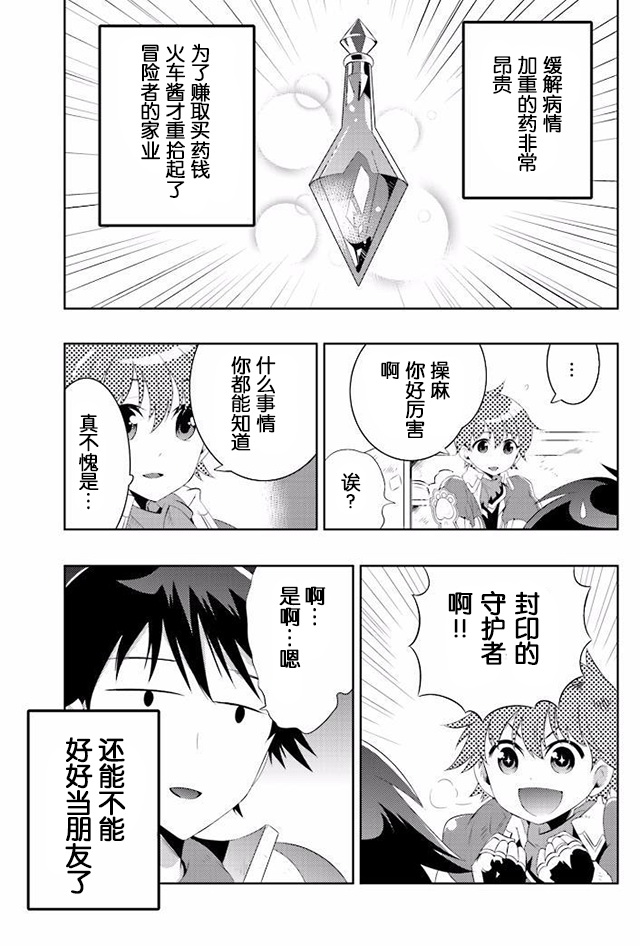 缓解病情
加重的药非常
昂贵
为了赚取买药钱
火车酱才重拾起了
冒险者的家业
…
操麻
你好厉害
啊
诶?
什么事情
你都能知道
真不愧是…
封印的
守护者
啊!!
啊…
是啊…嗯
还能不能
好好当朋友了